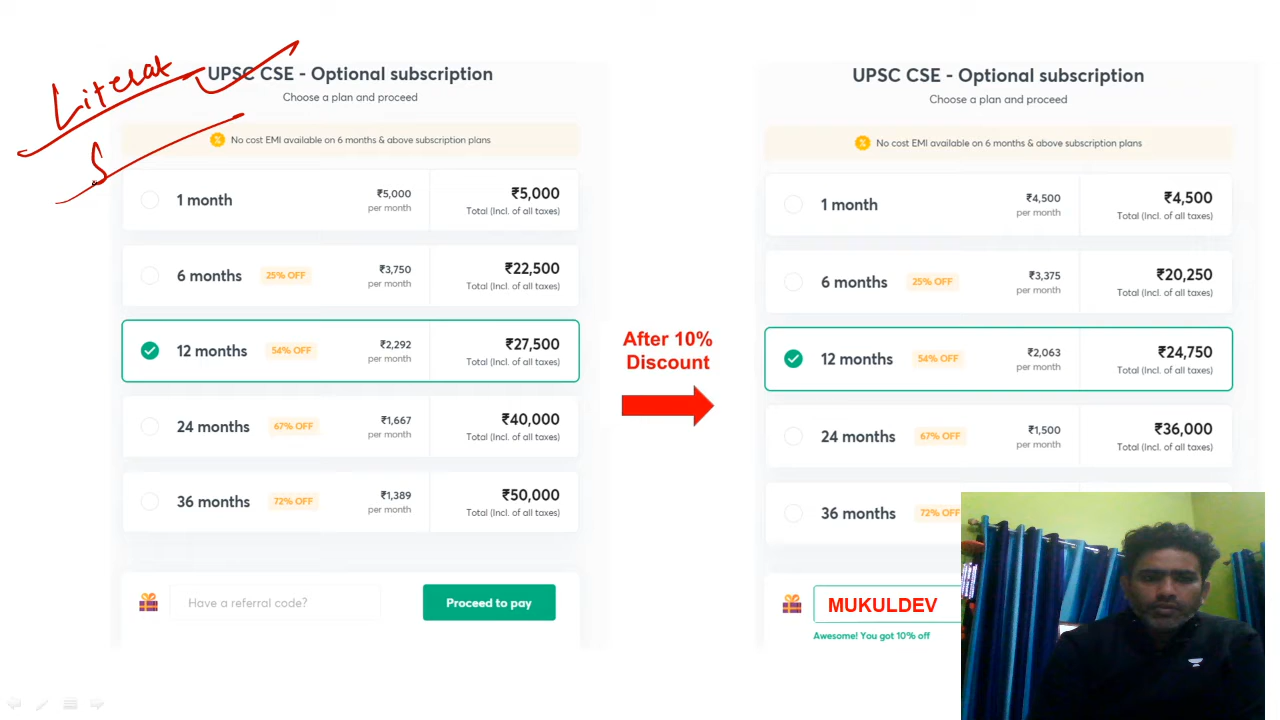 Literat
S
UPSC CSE - Optional subscription
Choose a plan and proceed
No cost EMI available on 6 months & above subscription plans
1 month ₹5,000 per month ₹5,000 Total (Incl. of all taxes)
6 months 25% OFF ₹3,750 per month ₹22,500 Total (Incl. of all taxes)
12 months 54% OFF ₹2,292 per month ₹27,500 Total (Incl. of all taxes)
24 months 67% OFF ₹1,667 per month ₹40,000 Total (Incl. of all taxes)
36 months 72% OFF ₹1,389 per month ₹50,000 Total (Incl. of all taxes)
Have a referral code? Proceed to pay
After 10%
Discount
UPSC CSE - Optional subscription
Choose a plan and proceed
No cost EMI available on 6 months & above subscription plans
1 month ₹4,500 per month ₹4,500 Total (Incl. of all taxes)
6 months 25% OFF ₹3,375 per month ₹20,250 Total (Incl. of all taxes)
12 months 54% OFF ₹2,063 per month ₹24,750 Total (Incl. of all taxes)
24 months 67% OFF ₹1,500 per month ₹36,000 Total (Incl. of all taxes)
36 months 72% OFF
MUKULDEV
Awesome! You got 10% off